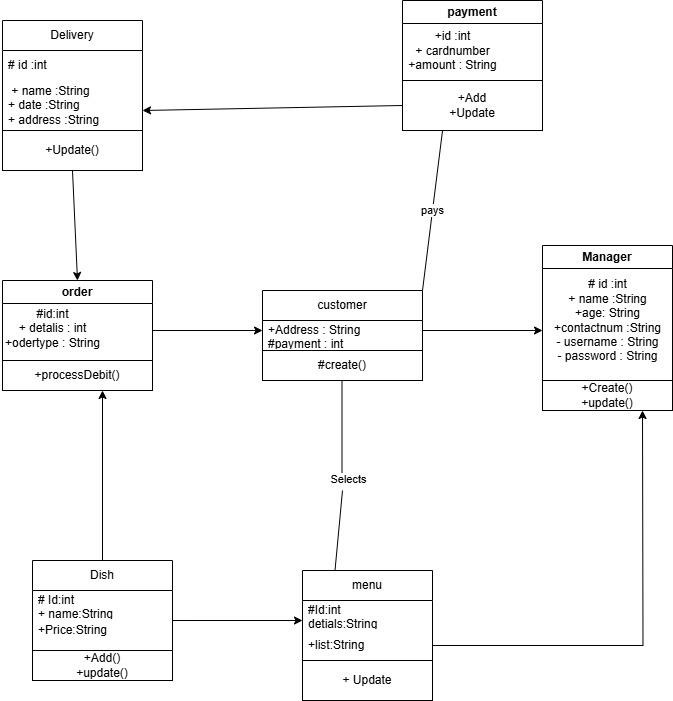 payment
+id :int
+ cardnumber
+amount : String
+Add
+Update
Delivery
# id :int
+ name :String
+ date :String
+ address :String
+Update()
pays
order
#id:int
+ detalis : int
+odertype : String
+processDebit()
customer
+Address : String
#payment : int
#create()
Manager
# id :int
+ name :String
+age: String
+contactnum :String
- username : String
- password : String
+Create()
+update()
Selects
Dish
# Id:int
+ name:String
+Price:String
+Add()
+update()
menu
#Id:int
detials:String
+list:String
+ Update